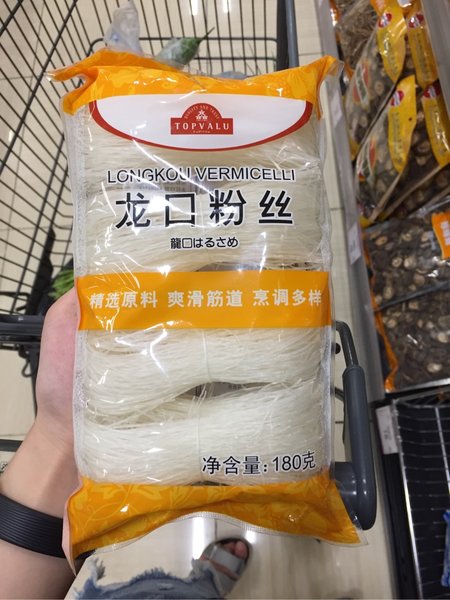 TOPVALU
LONGKOU VERMICELLI
龙口粉丝
龍口はるさめ
精选原料 爽滑筋道 烹调多样
净含量:180克